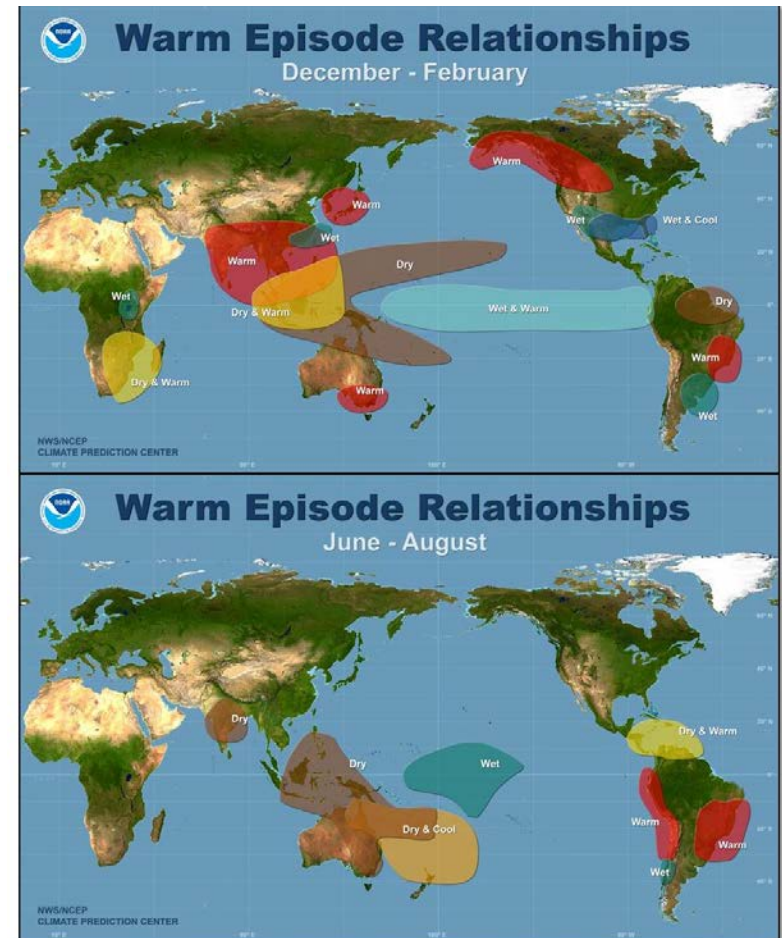 Warm Episode Relationships
December - February
Warm
Warm
Wet
Wet & Cool
Wet
Warm
Dry
Wet
Dry & Warm
Wet & Warm
Dry
Warm
Dry & Warm
Warm
Wet
NWS/NCEP
CLIMATE PREDICTION CENTER
Warm Episode Relationships
June - August
Dry
Dry & Warm
Dry
Wet
Warm
Dry & Cool
Warm
Wet
NWS/NCEP
CLIMATE PREDICTION CENTER